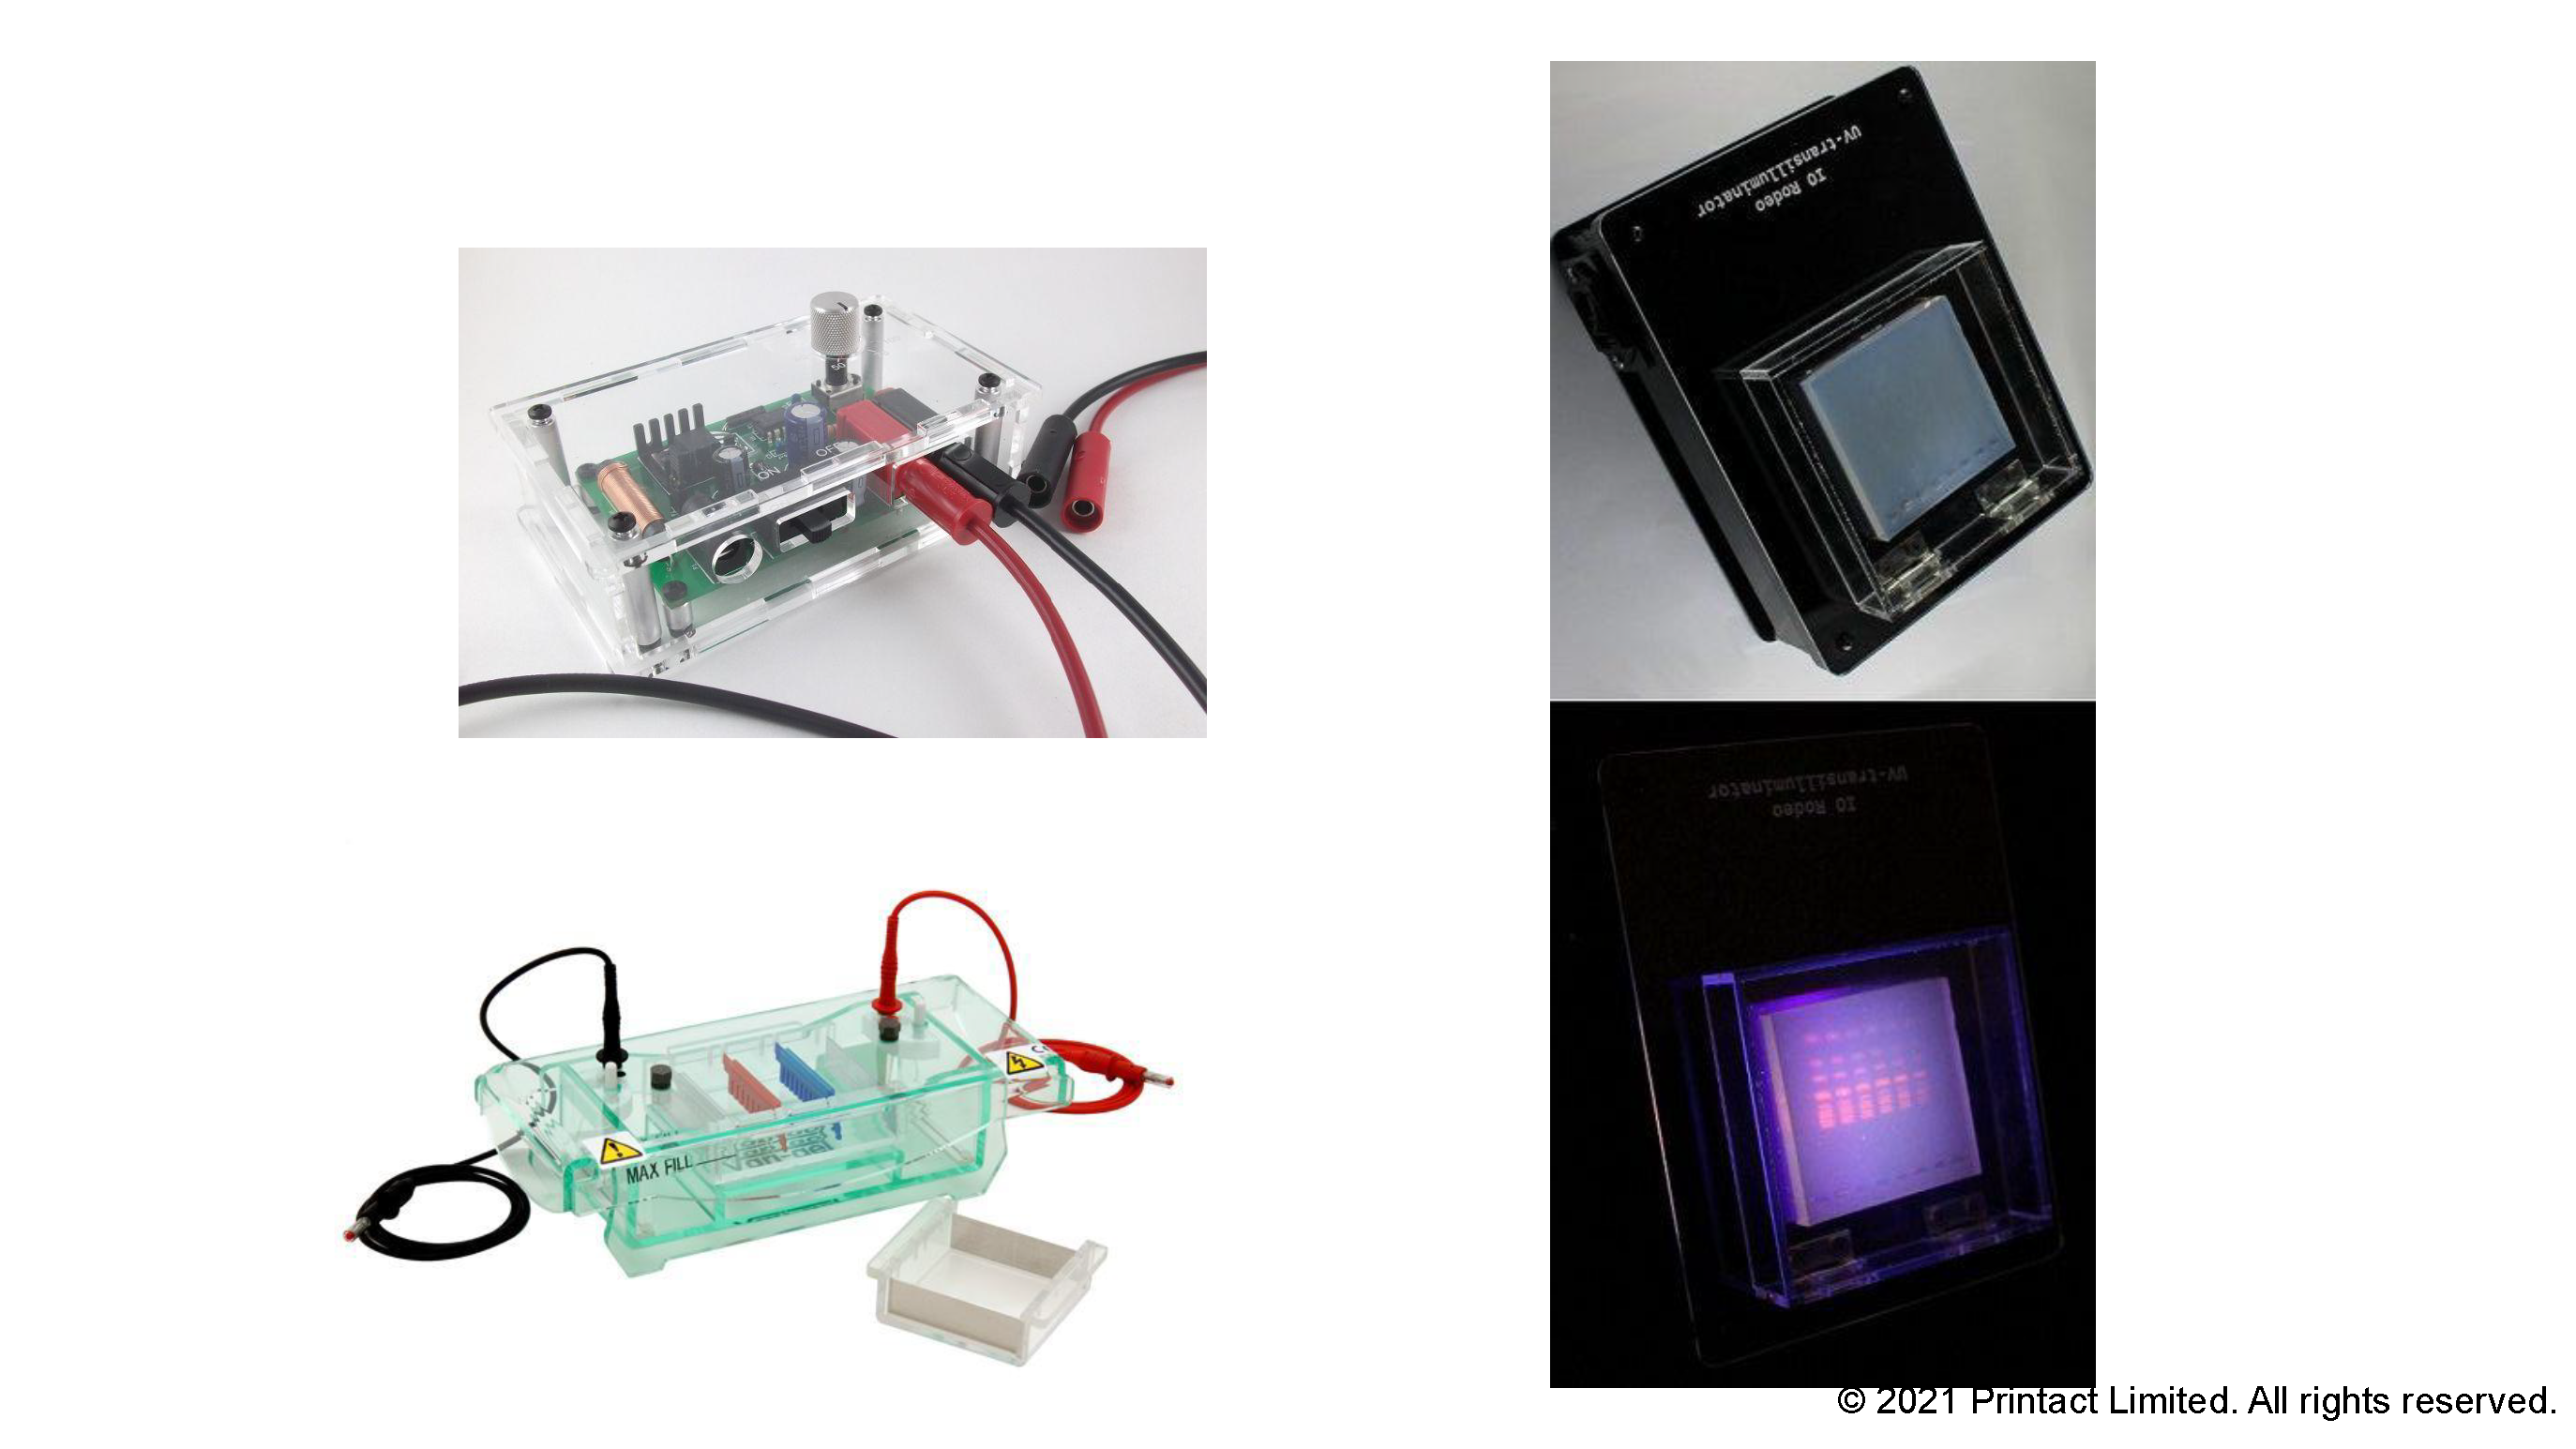 ON
OFF
MAX FILL
UV-transilluminator
IO Rodeo
UV-transilluminator
IO Rodeo
© 2021 Printact Limited. All rights reserved.